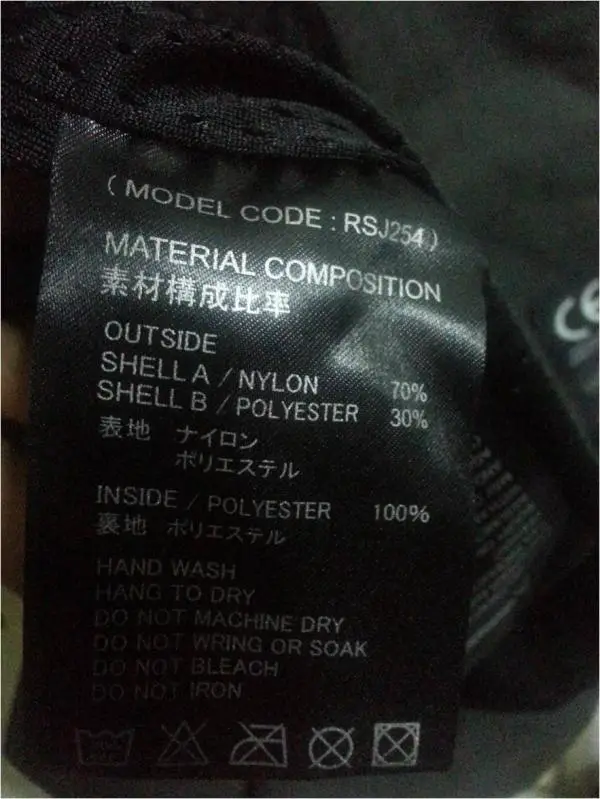 ( MODEL CODE : RSJ254 )
MATERIAL COMPOSITION
素材構成比率
OUTSIDE
SHELL A / NYLON 70%
SHELL B / POLYESTER 30%
表地 ナイロン
ポリエステル
INSIDE / POLYESTER 100%
裏地 ポリエステル
HAND WASH
HANG TO DRY
DO NOT MACHINE DRY
DO NOT WRING OR SOAK
DO NOT BLEACH
DO NOT IRON
CE